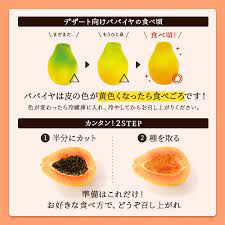 デザート向けパパイヤの食べ頃
まだまだ… もう1～2日 食べ頃！
パパイヤは皮の色が黄色くなったら食べごろです！
色が変わったら冷蔵庫に入れ、冷やしてからお召し上がりください。
カンタン！2STEP
1 半分にカット 2 種を取る
準備はこれだけ！
お好きな食べ方で、どうぞ召し上がれ